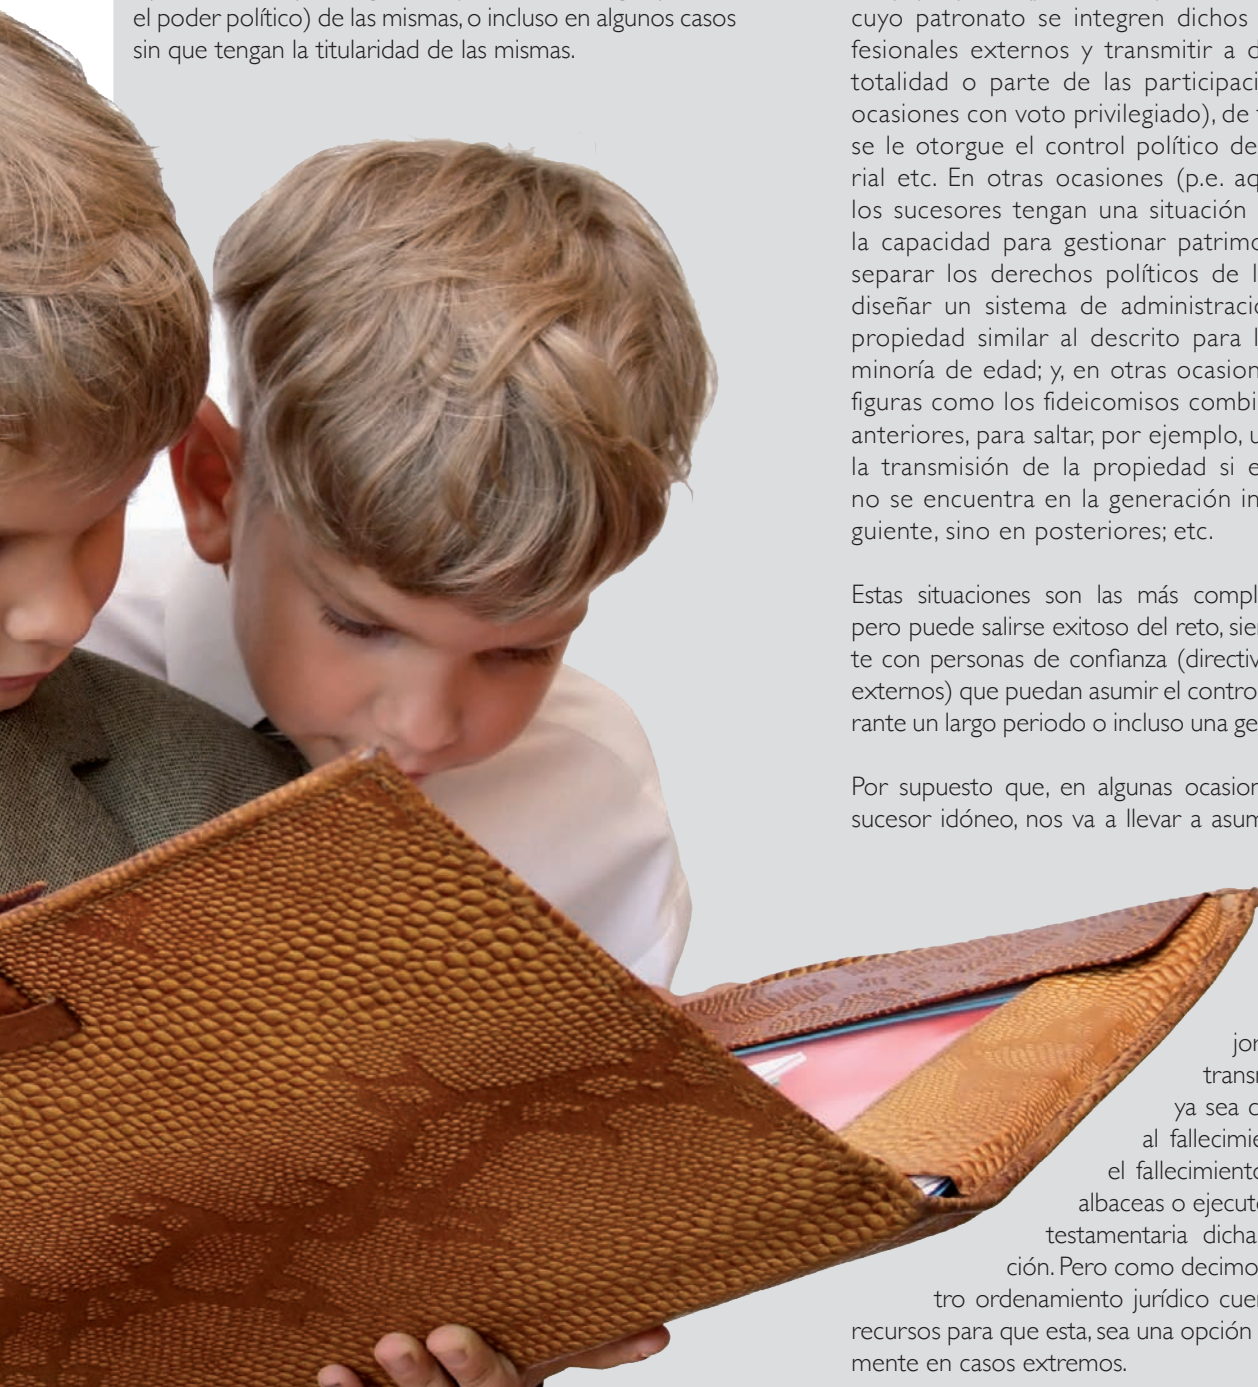 el poder político) de las mismas, o incluso en algunos casos
sin que tengan la titularidad de las mismas.
cuyo patronato se integren dichos
fesionales externos y transmitir a d
totalidad o parte de las participaci
ocasiones con voto privilegiado), de
se le otorgue el control político de
rial etc. En otras ocasiones (p.e. aq
los sucesores tengan una situación
la capacidad para gestionar patrimo
separar los derechos políticos de l
diseñar un sistema de administració
propiedad similar al descrito para l
minoría de edad; y, en otras ocasion
figuras como los fideicomisos combi
anteriores, para saltar, por ejemplo, u
la transmisión de la propiedad si e
no se encuentra en la generación in
guiente, sino en posteriores; etc.
Estas situaciones son las más compl
pero puede salirse exitoso del reto, sie
te con personas de confianza (directiv
externos) que puedan asumir el contro
rante un largo periodo o incluso una ge
Por supuesto que, en algunas ocasion
sucesor idóneo, nos va a llevar a asum
jor
transm
ya sea c
al fallecimie
el fallecimiento
albaceas o ejecuto
testamentaria dicha
ción. Pero como decimo
tro ordenamiento jurídico cuen
recursos para que esta, sea una opción
mente en casos extremos.